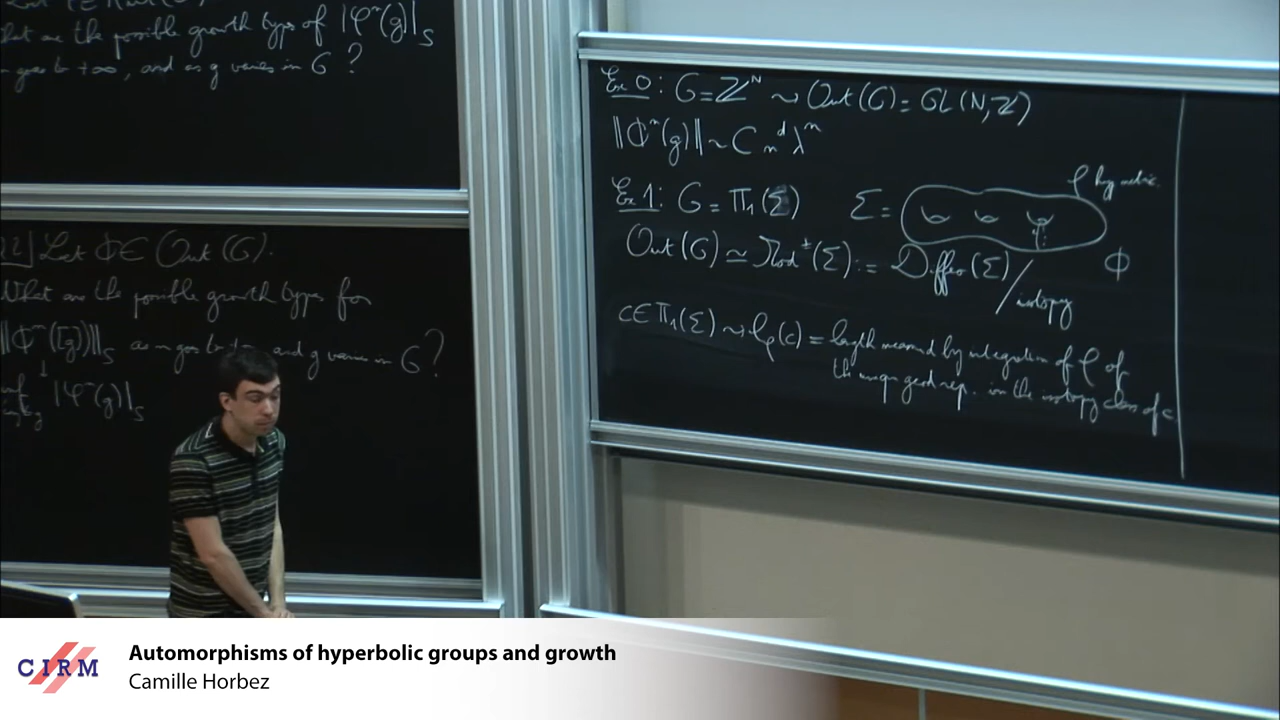 What are the possible growth types of |φⁿ(g)|_S
n goes to +∞, and as g varies in G ?
Let Φ ∈ Out(G).
What are the possible growth types for
‖Φⁿ([g])‖_S as n goes to +∞, and g varies in G ?
|φⁿ(g)|_S
Ex 0 : G = ℤᴺ ⇝ Out(G) = GL(N, ℤ)
‖Φⁿ(g)‖ ~ C n^d λⁿ
Ex 1 : G = π₁(Σ) Σ = ρ hyp metric
Out(G) ≃ Mod^±(Σ) := Diffeo(Σ)/isotopy Φ
c ∈ π₁(Σ) ⇝ ℓ_ρ(c) = length measured by integration of ρ of
the unique geod rep. in the isotopy class of c
CIRM
Automorphisms of hyperbolic groups and growth
Camille Horbez